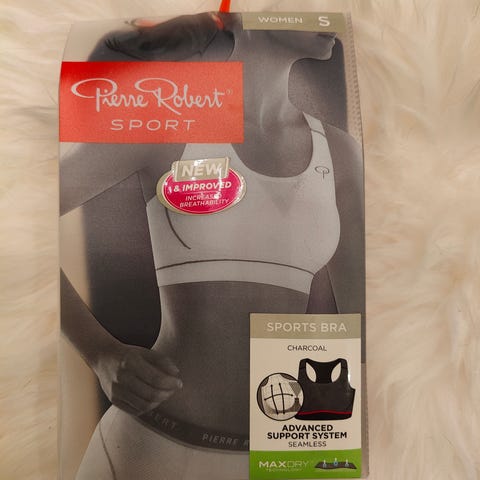 WOMEN S
Pierre Robert®
SPORT
NEW
& IMPROVED
INCREASED
BREATHABILITY
SPORTS BRA
CHARCOAL
ADVANCED
SUPPORT SYSTEM
SEAMLESS
MAXDRY
TECHNOLOGY
PIERRE R